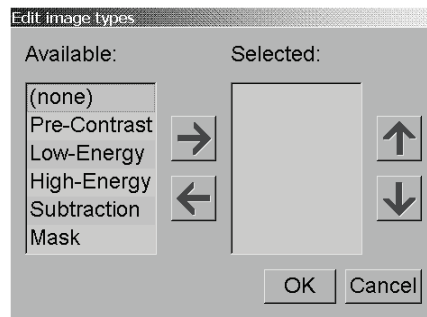 Edit image types
Available:
Selected:
(none)
Pre-Contrast
Low-Energy
High-Energy
Subtraction
Mask
OK
Cancel